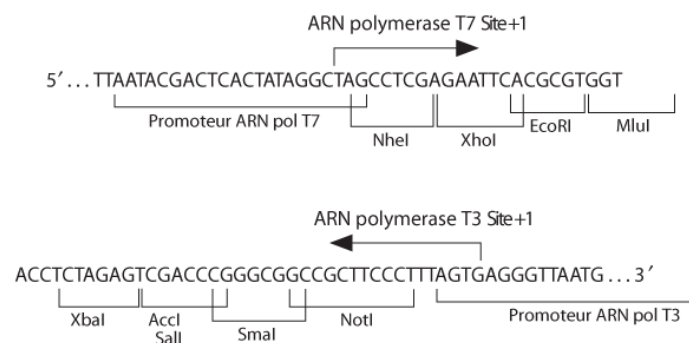 ARN polymerase T7 Site+1
5′ ... TTAATACGACTCACTATAGGCTAGCCTCGAGAATTCACGCGTGGT
Promoteur ARN pol T7
NheI XhoI EcoRI MluI
ARN polymerase T3 Site+1
ACCTCTAGAGTCGACCCGGGCGGCCGCTTCCCTTTAGTGAGGGTTAATG ... 3′
XbaI AccI SmaI NotI Promoteur ARN pol T3
SalI